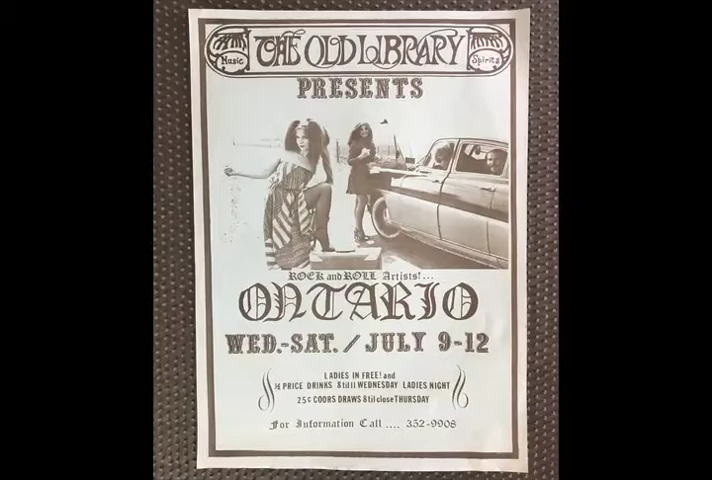 Music THE OLD LIBRARY Spirits
PRESENTS
ROCK and ROLL Artists!...
ONTARIO
WED.-SAT. / JULY 9-12
LADIES IN FREE! and
½ PRICE DRINKS 8 till WEDNESDAY LADIES NIGHT
25¢ COORS DRAWS 8 til close THURSDAY
For Information Call .... 352-9908